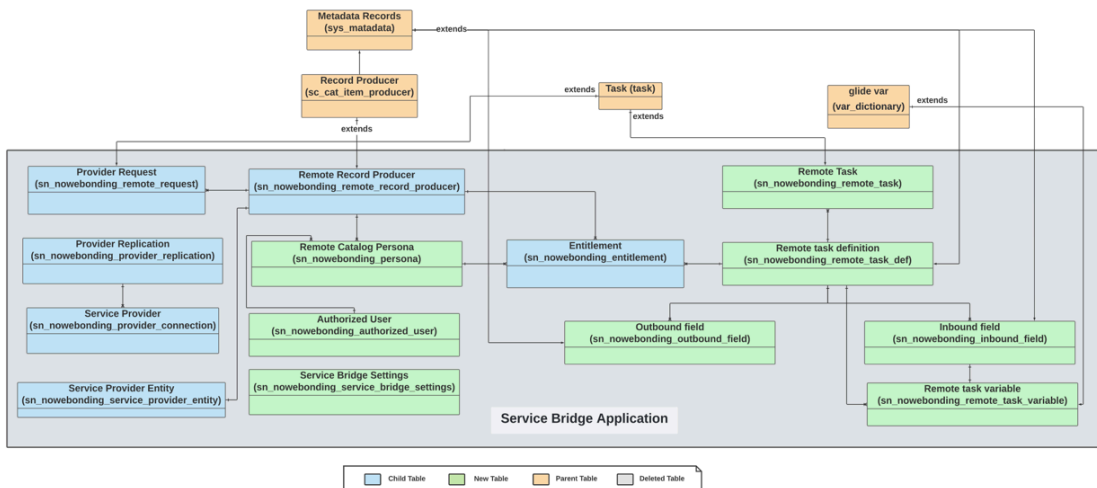 Metadata Records
(sys_matadata)
extends
Record Producer
(sc_cat_item_producer)
extends
Task (task)
extends
extends
glide var
(var_dictionary)
extends
Provider Request
(sn_nowebonding_remote_request)
Remote Record Producer
(sn_nowebonding_remote_record_producer)
Remote Task
(sn_nowebonding_remote_task)
Provider Replication
(sn_nowebonding_provider_replication)
Remote Catalog Persona
(sn_nowebonding_persona)
Entitlement
(sn_nowebonding_entitlement)
Remote task definition
(sn_nowebonding_remote_task_def)
Service Provider
(sn_nowebonding_provider_connection)
Authorized User
(sn_nowebonding_authorized_user)
Outbound field
(sn_nowebonding_outbound_field)
Inbound field
(sn_nowebonding_inbound_field)
Service Provider Entity
(sn_nowebonding_service_provider_entity)
Service Bridge Settings
(sn_nowebonding_service_bridge_settings)
Remote task variable
(sn_nowebonding_remote_task_variable)
Service Bridge Application
Child Table
New Table
Parent Table
Deleted Table